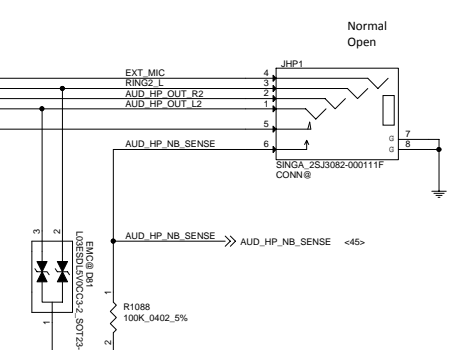 Normal
Open
JHP1
EXT_MIC 4
RING2_L 3
AUD_HP_OUT_R2 2
AUD_HP_OUT_L2 1
5
AUD_HP_NB_SENSE 6
G 7
G 8
SINGA_2SJ3082-000111F
CONN@
AUD_HP_NB_SENSE
AUD_HP_NB_SENSE <45>
3
2
EMC@ D81
L03ESDL5V0CC3-2_SOT23-
1
1
R1088
100K_0402_5%
2